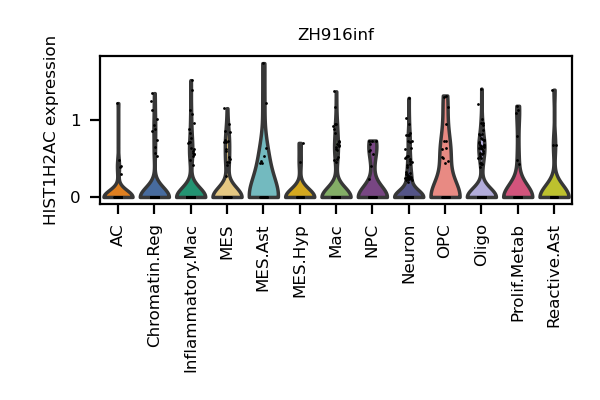 ZH916inf
HIST1H2AC expression
1
0
AC
Chromatin.Reg
Inflammatory.Mac
MES
MES.Ast
MES.Hyp
Mac
NPC
Neuron
OPC
Oligo
Prolif.Metab
Reactive.Ast